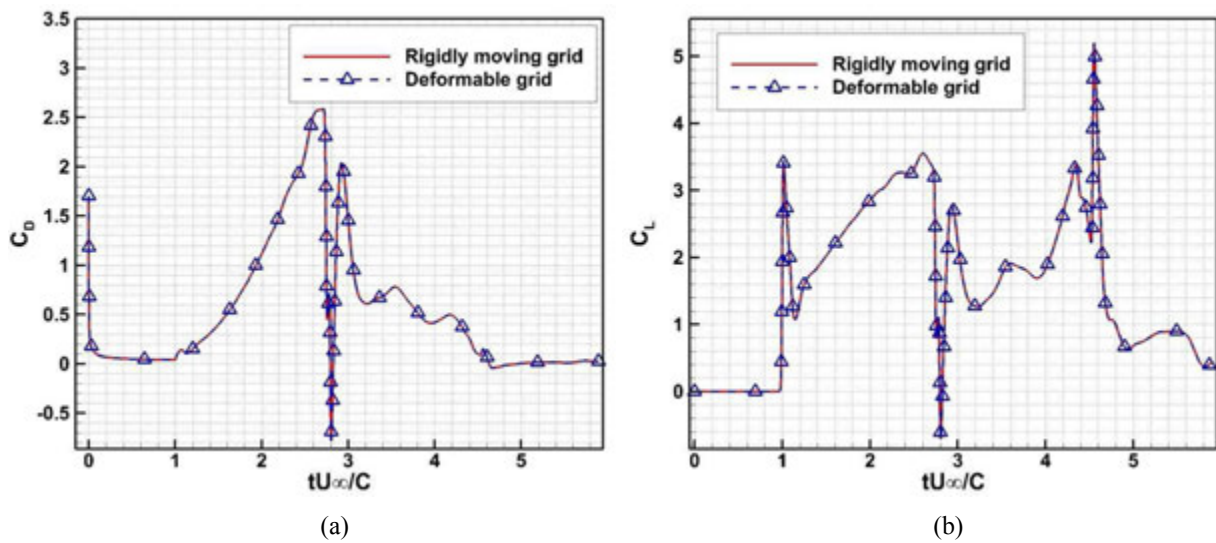 3.5
3
2.5
2
1.5
1
0.5
0
-0.5
C_D
Rigidly moving grid
Deformable grid
0 1 2 3 4 5
tU∞/C
(a)
5
4
3
2
1
0
C_L
Rigidly moving grid
Deformable grid
0 1 2 3 4 5
tU∞/C
(b)